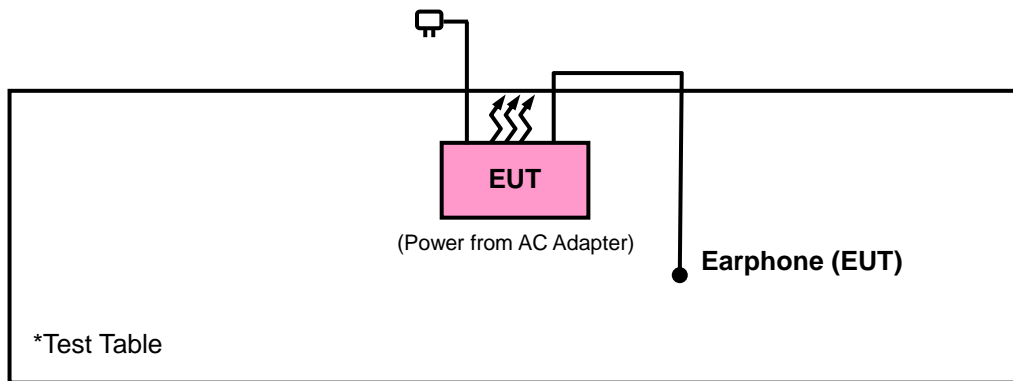 EUT
(Power from AC Adapter)
Earphone (EUT)
*Test Table